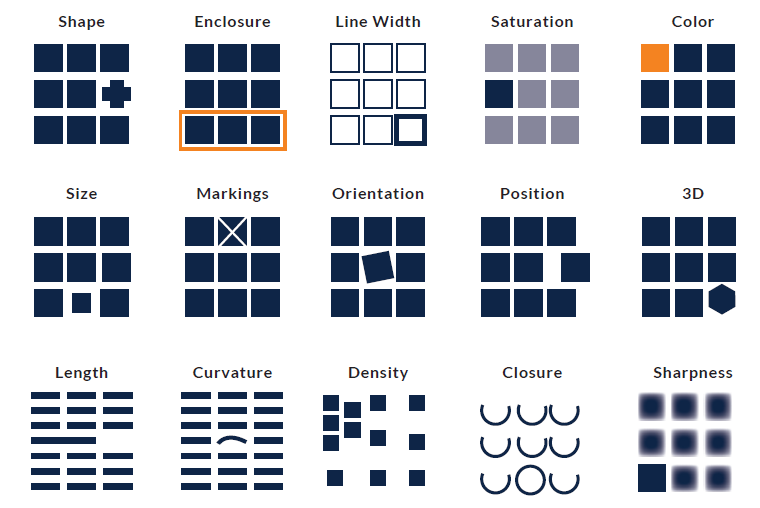 Shape
Enclosure
Line Width
Saturation
Color
Size
Markings
Orientation
Position
3D
Length
Curvature
Density
Closure
Sharpness